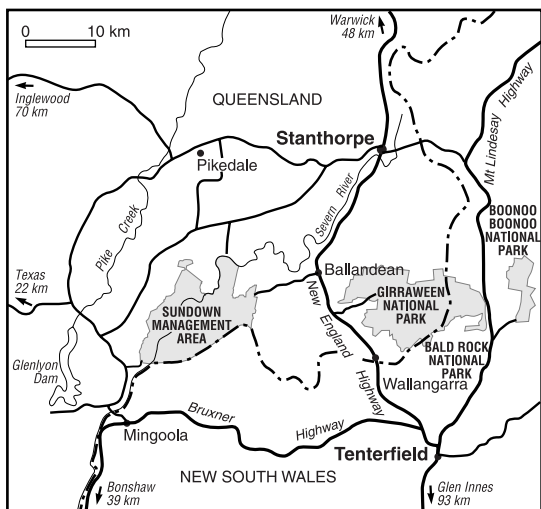 0 10 km
Warwick
48 km
Inglewood
70 km
QUEENSLAND
Stanthorpe
Mt Lindesay Highway
Pikedale
Severn River
Pike Creek
BOONOO
BOONOO
NATIONAL
PARK
Texas
22 km
Ballandean
SUNDOWN
MANAGEMENT
AREA
GIRRAWEEN
NATIONAL
PARK
New England Highway
BALD ROCK
NATIONAL
PARK
Glenlyon
Dam
Wallangarra
Bruxner Highway
Mingoola
Tenterfield
NEW SOUTH WALES
Bonshaw
39 km
Glen Innes
93 km